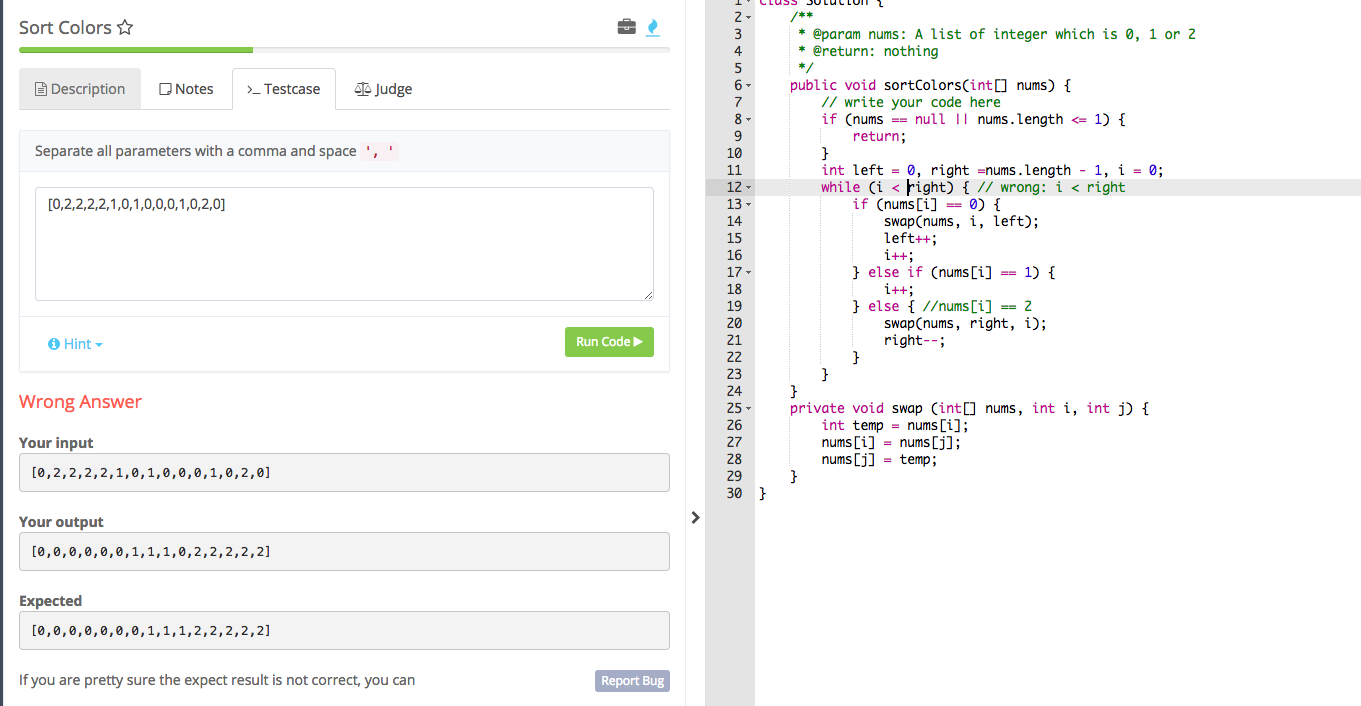 Sort Colors
Description
Notes
>_ Testcase
Judge
Separate all parameters with a comma and space ', '
[0,2,2,2,2,1,0,1,0,0,0,1,0,2,0]
Hint
Run Code
Wrong Answer
Your input
[0,2,2,2,2,1,0,1,0,0,0,1,0,2,0]
Your output
[0,0,0,0,0,0,1,1,1,0,2,2,2,2,2]
Expected
[0,0,0,0,0,0,0,1,1,1,2,2,2,2,2]
If you are pretty sure the expect result is not correct, you can
Report Bug
1 class Solution {
2     /**
3      * @param nums: A list of integer which is 0, 1 or 2
4      * @return: nothing
5      */
6     public void sortColors(int[] nums) {
7         // write your code here
8         if (nums == null || nums.length <= 1) {
9             return;
10         }
11         int left = 0, right =nums.length - 1, i = 0;
12         while (i < right) { // wrong: i < right
13             if (nums[i] == 0) {
14                 swap(nums, i, left);
15                 left++;
16                 i++;
17             } else if (nums[i] == 1) {
18                 i++;
19             } else { //nums[i] == 2
20                 swap(nums, right, i);
21                 right--;
22             }
23         }
24     }
25     private void swap (int[] nums, int i, int j) {
26         int temp = nums[i];
27         nums[i] = nums[j];
28         nums[j] = temp;
29     }
30 }